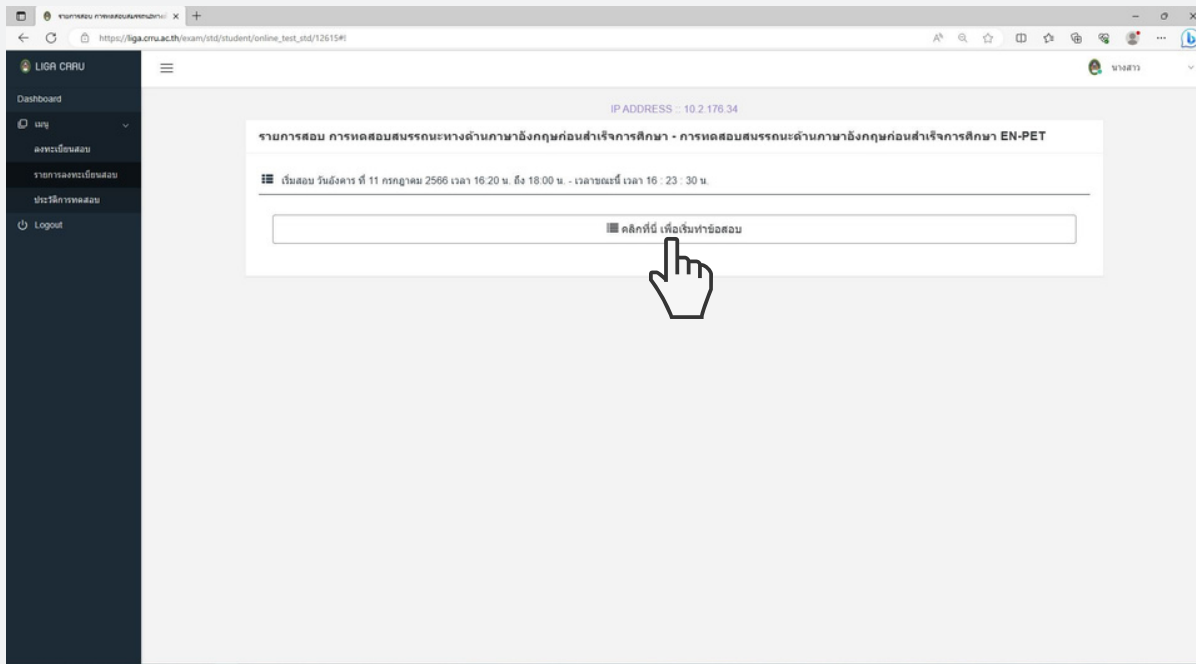 https://liga.crru.ac.th/exam/std/student/online_test_std/12615#!
LIGA CRRU
นางสาว
Dashboard
เมนู
ลงทะเบียนสอบ
รายการลงทะเบียนสอบ
ประวัติการทดสอบ
Logout
IP ADDRESS :: 10.2.176.34
รายการสอบ การทดสอบสมรรถนะทางด้านภาษาอังกฤษก่อนสำเร็จการศึกษา - การทดสอบสมรรถนะด้านภาษาอังกฤษก่อนสำเร็จการศึกษา EN-PET
เริ่มสอบ วันอังคาร ที่ 11 กรกฎาคม 2566 เวลา 16:20 น. ถึง 18:00 น. - เวลาขณะนี้ เวลา 16 : 23 : 30 น.
คลิกที่นี่ เพื่อเริ่มทำข้อสอบ